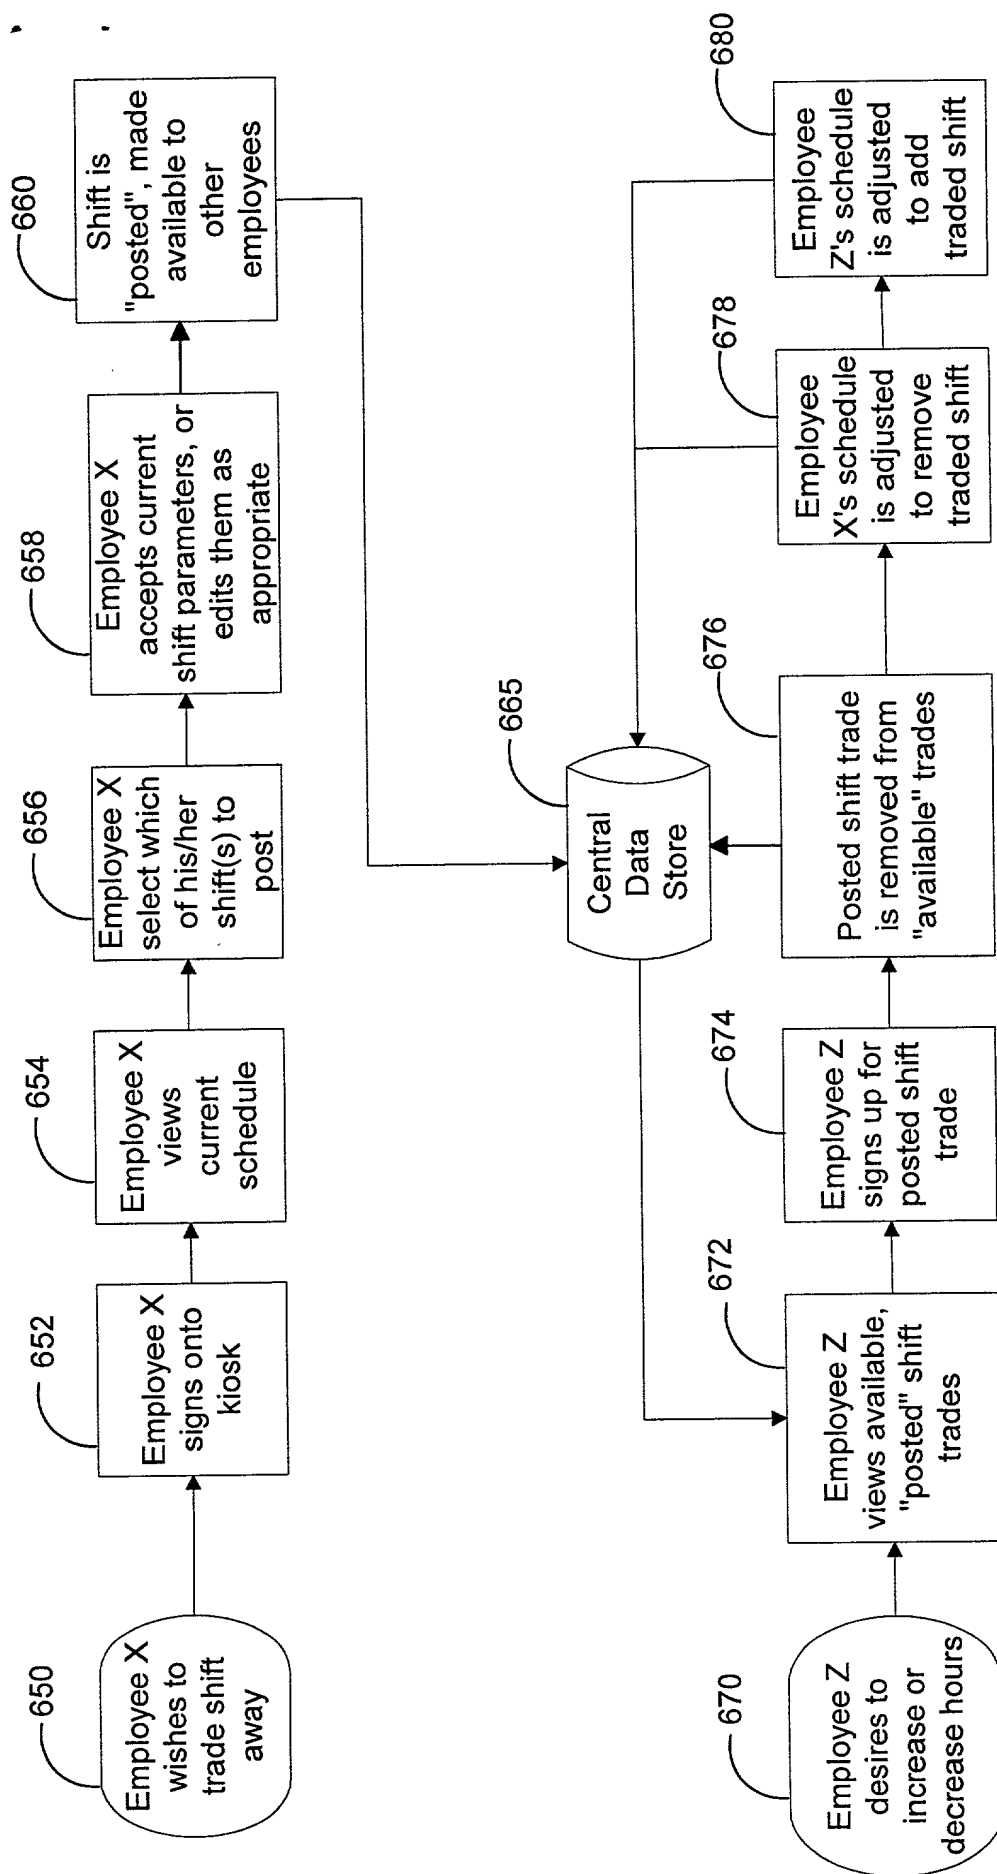 650
Employee X
wishes to
trade shift
away
652
Employee X
signs onto
kiosk
654
Employee X
views
current
schedule
656
Employee X
select which
of his/her
shift(s) to
post
658
Employee X
accepts current
shift parameters, or
edits them as
appropriate
660
Shift is
"posted", made
available to
other
employees
665
Central
Data
Store
670
Employee Z
desires to
increase or
decrease hours
672
Employee Z
views available,
"posted" shift
trades
674
Employee Z
signs up for
posted shift
trade
676
Posted shift trade
is removed from
"available" trades
678
Employee
X's schedule
is adjusted
to remove
traded shift
680
Employee
Z's schedule
is adjusted
to add
traded shift